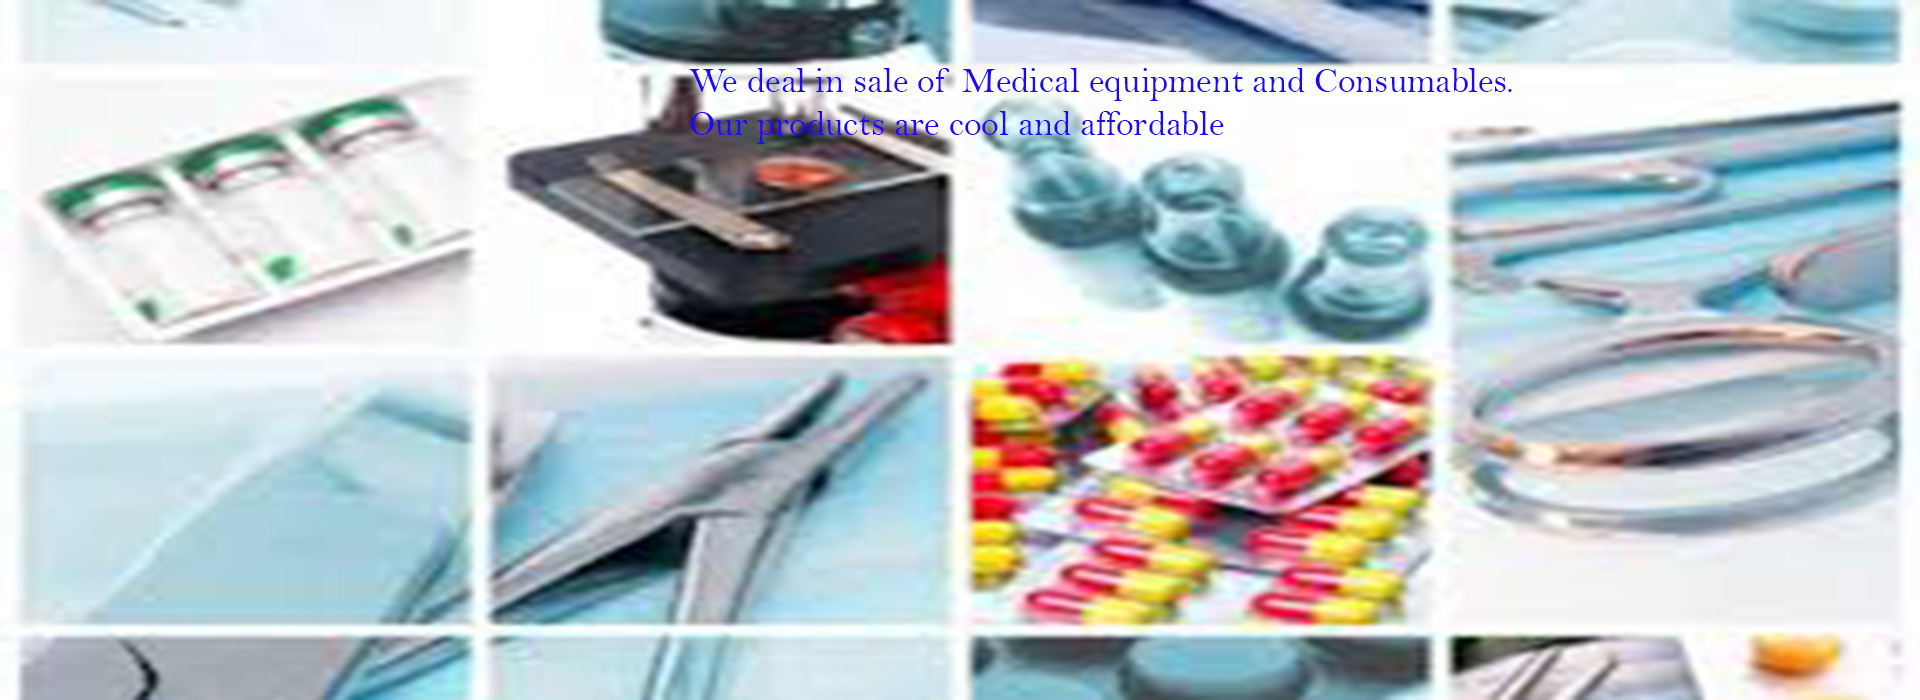 We deal in sale of Medical equipment and Consumables.
Our products are cool and affordable